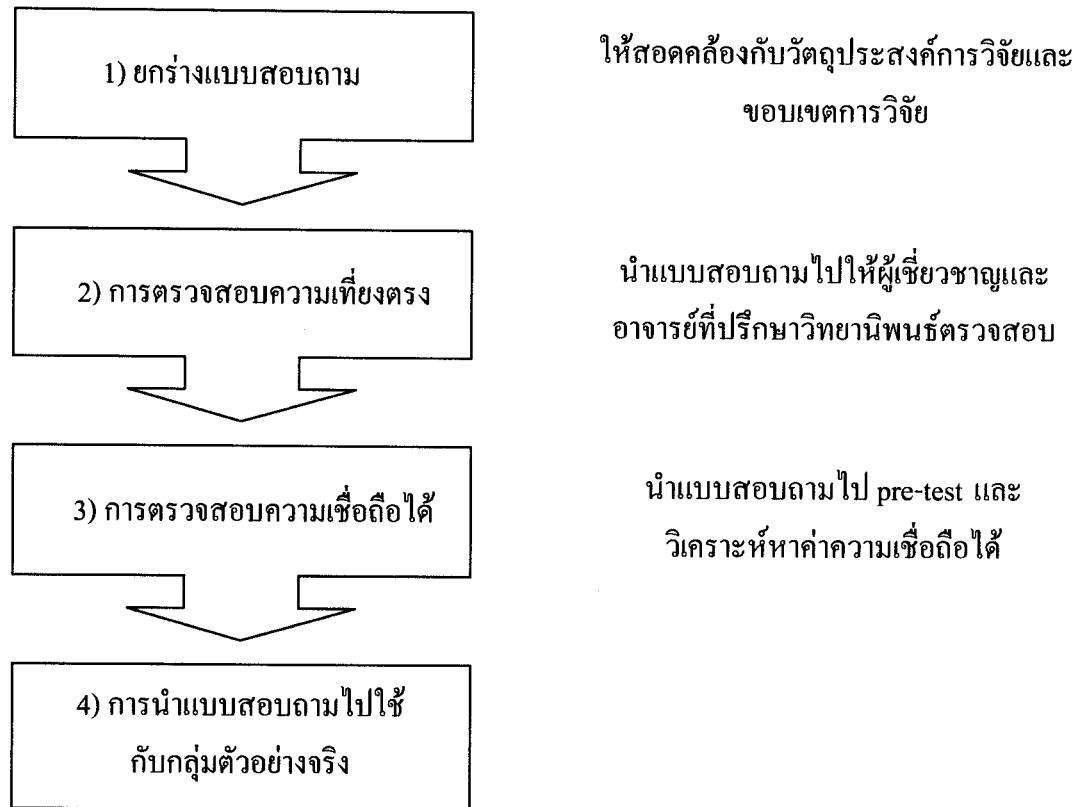 1) ยกร่างแบบสอบถาม
ให้สอดคล้องกับวัตถุประสงค์การวิจัยและ
ขอบเขตการวิจัย
2) การตรวจสอบความเที่ยงตรง
นำแบบสอบถามไปให้ผู้เชี่ยวชาญและ
อาจารย์ที่ปรึกษาวิทยานิพนธ์ตรวจสอบ
3) การตรวจสอบความเชื่อถือได้
นำแบบสอบถามไป pre-test และ
วิเคราะห์หาค่าความเชื่อถือได้
4) การนำแบบสอบถามไปใช้
กับกลุ่มตัวอย่างจริง